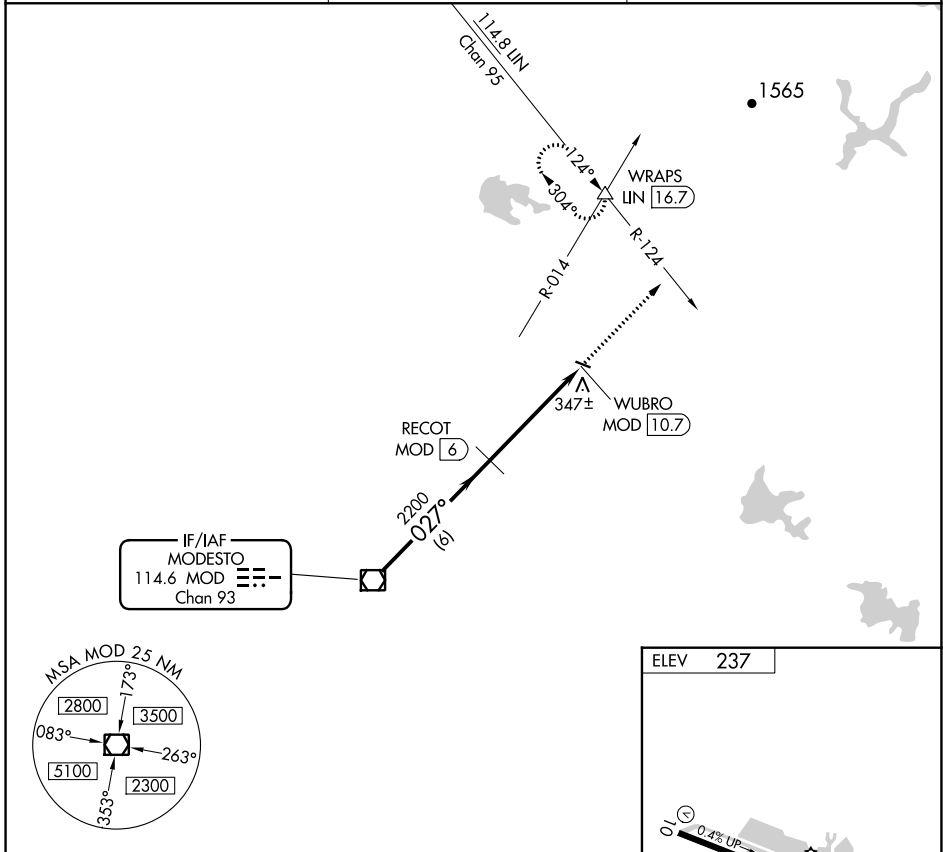 114.8 LIN
Chan 95
1565
124°
304°
WRAPS
LIN 16.7
R-124
R-014
347±
WUBRO
MOD 10.7
RECOT
MOD 6
2200
027°
(6)
IF/IAF
MODESTO
114.6 MOD
Chan 93
MSA MOD 25 NM
173°
2800
3500
083°
263°
5100
2300
353°
ELEV 237
V
10
0.4% UP